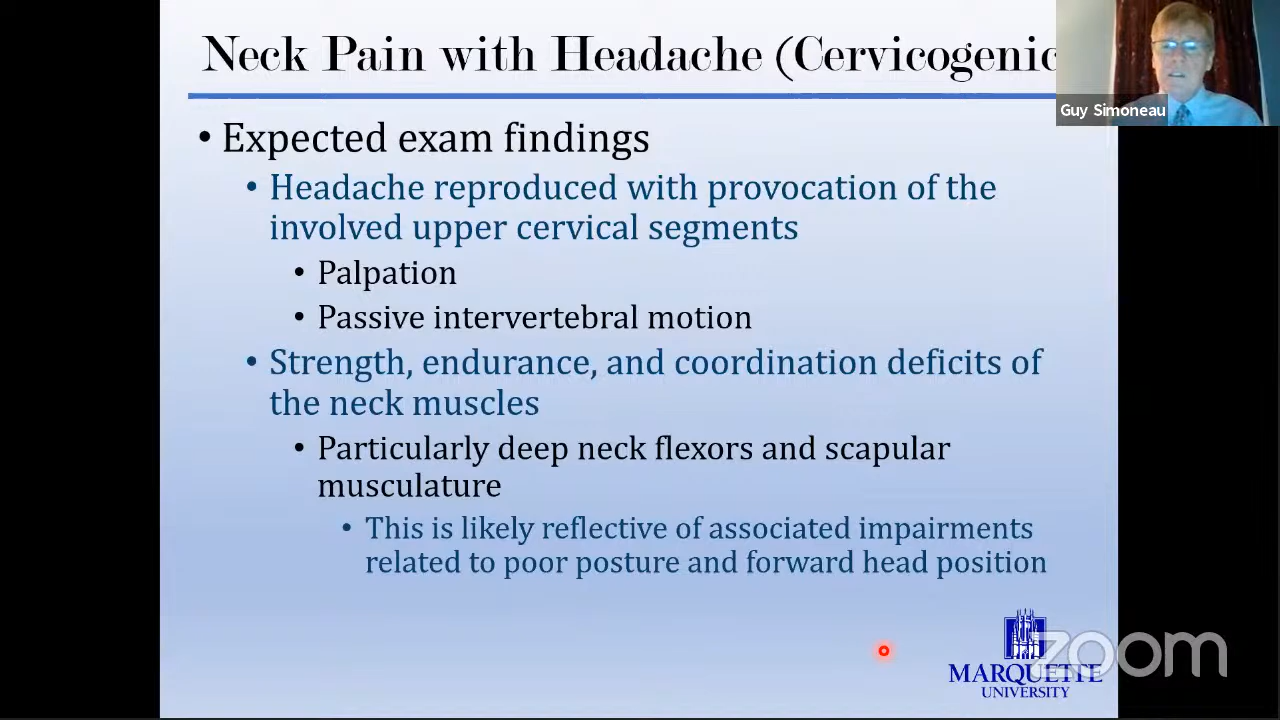 Neck Pain with Headache (Cervicogenic
Guy Simoneau
• Expected exam findings
• Headache reproduced with provocation of the
involved upper cervical segments
• Palpation
• Passive intervertebral motion
• Strength, endurance, and coordination deficits of
the neck muscles
• Particularly deep neck flexors and scapular
musculature
• This is likely reflective of associated impairments
related to poor posture and forward head position
zoom
MARQUETTE
UNIVERSITY